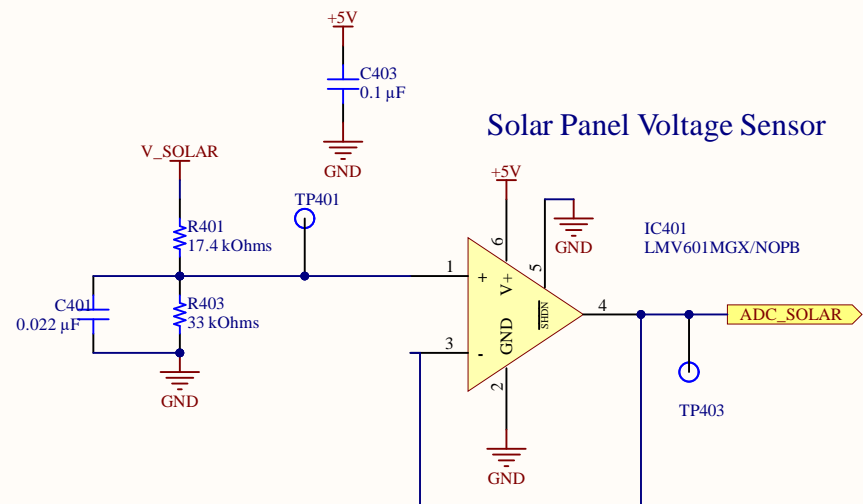 +5V
C403
0.1 µF
GND
Solar Panel Voltage Sensor
V_SOLAR
TP401
R401
17.4 kOhms
C401
0.022 µF
R403
33 kOhms
GND
+5V
GND
IC401
LMV601MGX/NOPB
1
+
6
V+
5
SHDN
4
3
-
GND
2
GND
ADC_SOLAR
TP403